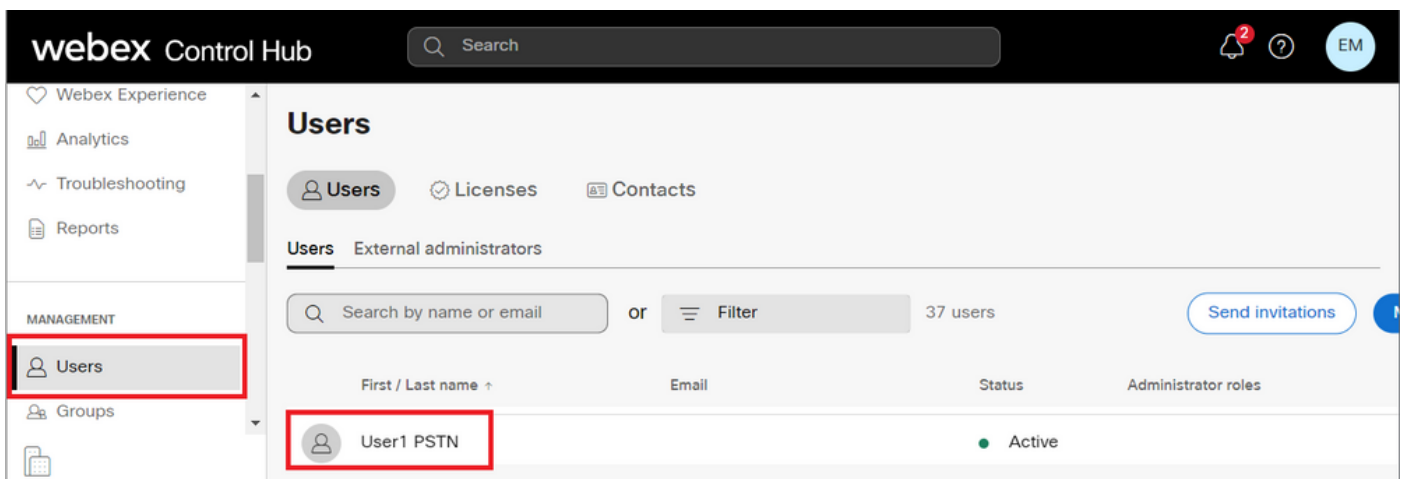 webex Control Hub
Search
2
EM
Webex Experience
Analytics
Troubleshooting
Reports
MANAGEMENT
Users
Groups
Users
Users Licenses Contacts
Users External administrators
Search by name or email or Filter 37 users Send invitations
First / Last name ↑ Email Status Administrator roles
User1 PSTN Active